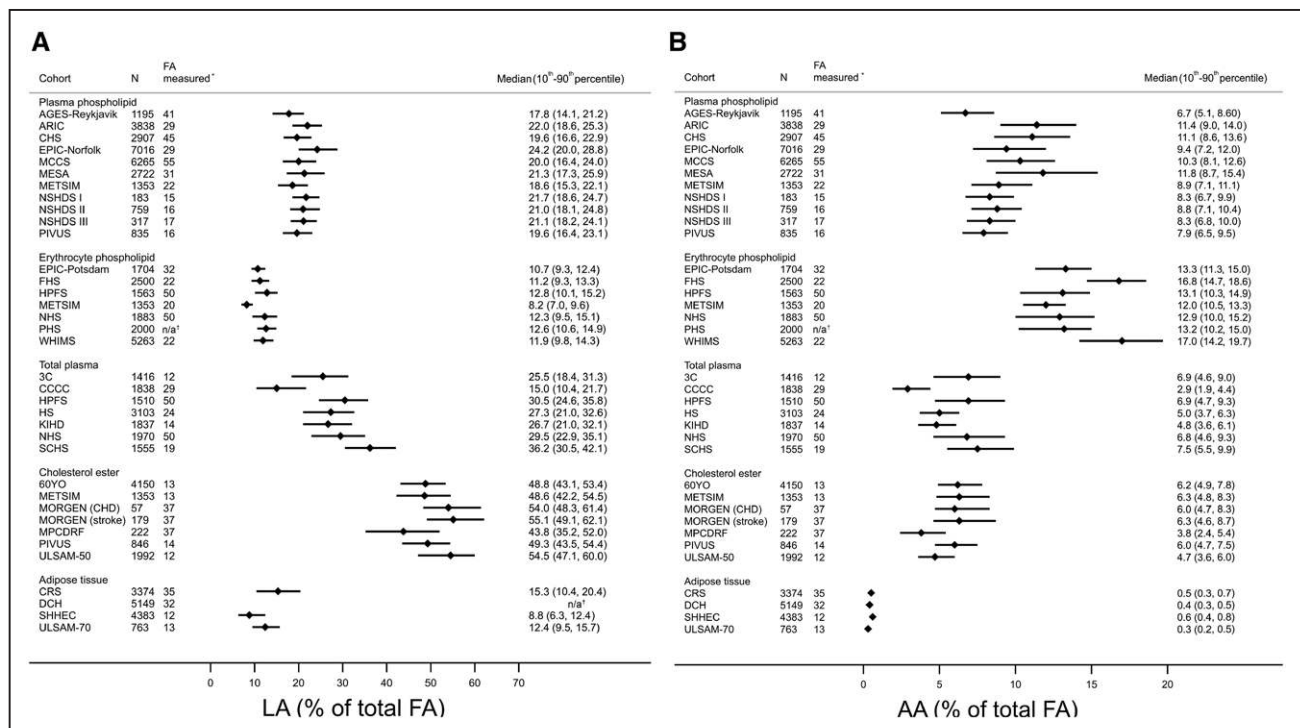 A
Cohort N FA measured* Median (10th-90th percentile)
Plasma phospholipid
AGES-Reykjavik 1195 41 17.8 (14.1, 21.2)
ARIC 3838 29 22.0 (18.6, 25.3)
CHS 2907 45 19.6 (16.6, 22.9)
EPIC-Norfolk 7016 29 24.2 (20.0, 28.8)
MCCS 6265 55 20.0 (16.4, 24.0)
MESA 2722 31 21.3 (17.3, 25.9)
METSIM 1353 22 18.6 (15.3, 22.1)
NSHDS I 183 15 21.7 (18.6, 24.7)
NSHDS II 759 16 21.0 (18.1, 24.8)
NSHDS III 317 17 21.1 (18.2, 24.1)
PIVUS 835 16 19.6 (16.4, 23.1)
Erythrocyte phospholipid
EPIC-Potsdam 1704 32 10.7 (9.3, 12.4)
FHS 2500 22 11.2 (9.3, 13.3)
HPFS 1563 50 12.8 (10.1, 15.2)
METSIM 1353 20 8.2 (7.0, 9.6)
NHS 1883 50 12.3 (9.5, 15.1)
PHS 2000 n/a† 12.6 (10.6, 14.9)
WHIMS 5263 22 11.9 (9.8, 14.3)
Total plasma
3C 1416 12 25.5 (18.4, 31.3)
CCCC 1838 29 15.0 (10.4, 21.7)
HPFS 1510 50 30.5 (24.6, 35.8)
HS 3103 24 27.3 (21.0, 32.6)
KIHD 1837 14 26.7 (21.0, 32.1)
NHS 1970 50 29.5 (22.9, 35.1)
SCHS 1555 19 36.2 (30.5, 42.1)
Cholesterol ester
60YO 4150 13 48.8 (43.1, 53.4)
METSIM 1353 13 48.6 (42.2, 54.5)
MORGEN (CHD) 57 37 54.0 (48.3, 61.4)
MORGEN (stroke) 179 37 55.1 (49.1, 62.1)
MPCDRF 222 37 43.8 (35.2, 52.0)
PIVUS 846 14 49.3 (43.5, 54.4)
ULSAM-50 1992 12 54.5 (47.1, 60.0)
Adipose tissue
CRS 3374 35 15.3 (10.4, 20.4)
DCH 5149 32 n/a†
SHHEC 4383 12 8.8 (6.3, 12.4)
ULSAM-70 763 13 12.4 (9.5, 15.7)
0 10 20 30 40 50 60 70
LA (% of total FA)
B
Cohort N FA measured* Median (10th-90th percentile)
Plasma phospholipid
AGES-Reykjavik 1195 41 6.7 (5.1, 8.60)
ARIC 3838 29 11.4 (9.0, 14.0)
CHS 2907 45 11.1 (8.6, 13.6)
EPIC-Norfolk 7016 29 9.4 (7.2, 12.0)
MCCS 6265 55 10.3 (8.1, 12.6)
MESA 2722 31 11.8 (8.7, 15.4)
METSIM 1353 22 8.9 (7.1, 11.1)
NSHDS I 183 15 8.3 (6.7, 9.9)
NSHDS II 759 16 8.8 (7.1, 10.4)
NSHDS III 317 17 8.3 (6.8, 10.0)
PIVUS 835 16 7.9 (6.5, 9.5)
Erythrocyte phospholipid
EPIC-Potsdam 1704 32 13.3 (11.3, 15.0)
FHS 2500 22 16.8 (14.7, 18.6)
HPFS 1563 50 13.1 (10.3, 14.9)
METSIM 1353 20 12.0 (10.5, 13.3)
NHS 1883 50 12.9 (10.0, 15.2)
PHS 2000 n/a† 13.2 (10.2, 15.0)
WHIMS 5263 22 17.0 (14.2, 19.7)
Total plasma
3C 1416 12 6.9 (4.6, 9.0)
CCCC 1838 29 2.9 (1.9, 4.4)
HPFS 1510 50 6.9 (4.7, 9.3)
HS 3103 24 5.0 (3.7, 6.3)
KIHD 1837 14 4.8 (3.6, 6.1)
NHS 1970 50 6.8 (4.6, 9.3)
SCHS 1555 19 7.5 (5.5, 9.9)
Cholesterol ester
60YO 4150 13 6.2 (4.9, 7.8)
METSIM 1353 13 6.3 (4.8, 8.3)
MORGEN (CHD) 57 37 6.0 (4.7, 8.3)
MORGEN (stroke) 179 37 6.3 (4.6, 8.7)
MPCDRF 222 37 3.8 (2.4, 5.4)
PIVUS 846 14 6.0 (4.7, 7.5)
ULSAM-50 1992 12 4.7 (3.6, 6.0)
Adipose tissue
CRS 3374 35 0.5 (0.3, 0.7)
DCH 5149 32 0.4 (0.3, 0.5)
SHHEC 4383 12 0.6 (0.4, 0.8)
ULSAM-70 763 13 0.3 (0.2, 0.5)
0 5 10 15 20
AA (% of total FA)